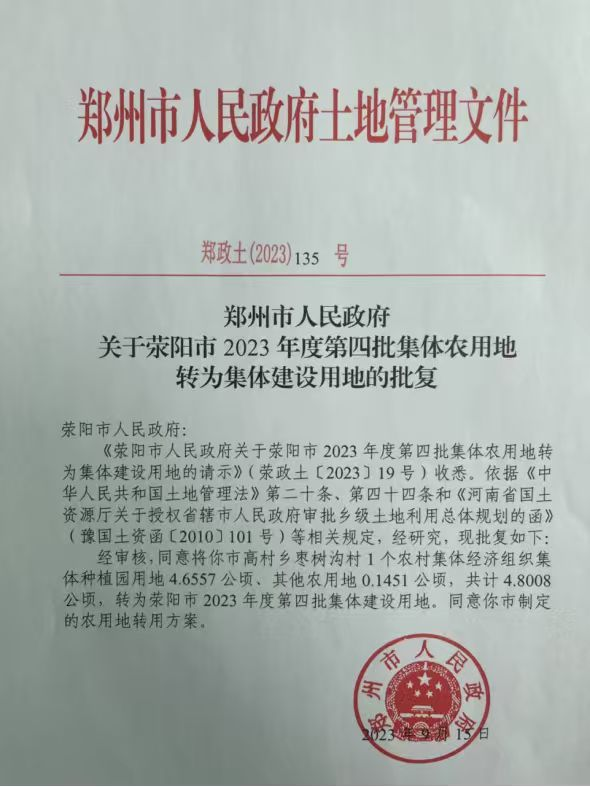 郑州市人民政府土地管理文件
郑政土(2023)135 号
郑州市人民政府
关于荥阳市 2023 年度第四批集体农用地
转为集体建设用地的批复
荥阳市人民政府：
《荥阳市人民政府关于荥阳市 2023 年度第四批集体农用地转
为集体建设用地的请示》（荥政土〔2023〕19 号）收悉。依据《中
华人民共和国土地管理法》第二十条、第四十四条和《河南省国土
资源厅关于授权省辖市人民政府审批乡级土地利用总体规划的函》
（豫国土资函〔2010〕101 号）等相关规定，经研究，现批复如下：
经审核，同意将你市高村乡枣树沟村 1 个农村集体经济组织集
体种植园用地 4.6557 公顷、其他农用地 0.1451 公顷，共计 4.8008
公顷，转为荥阳市 2023 年度第四批集体建设用地。同意你市制定
的农用地转用方案。
郑州市人民政府
2023 年 9 月 15 日